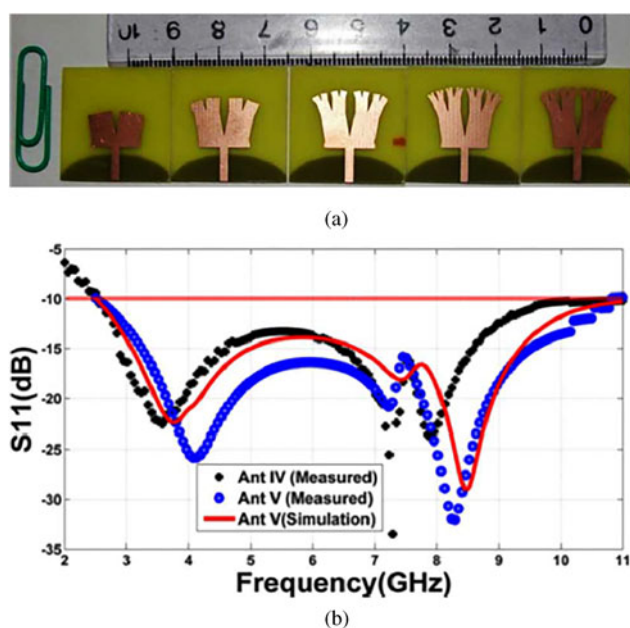 10 9 8 7 6 5 4 3 2 1 0
(a)
-5
-10
-15
-20
-25
-30
-35
S11(dB)
Ant IV (Measured)
Ant V (Measured)
Ant V(Simulation)
2 3 4 5 6 7 8 9 10 11
Frequency(GHz)
(b)